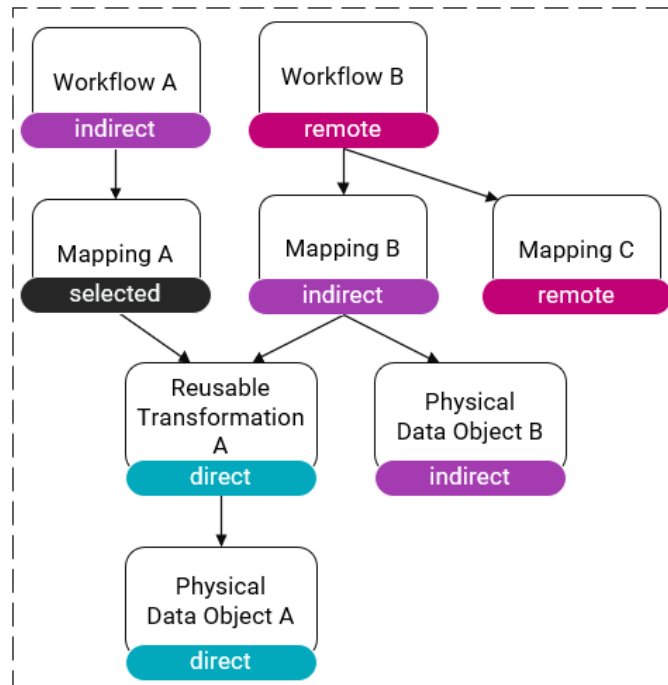 Workflow A
indirect
Workflow B
remote
Mapping A
selected
Mapping B
indirect
Mapping C
remote
Reusable
Transformation
A
direct
Physical
Data Object B
indirect
Physical
Data Object A
direct